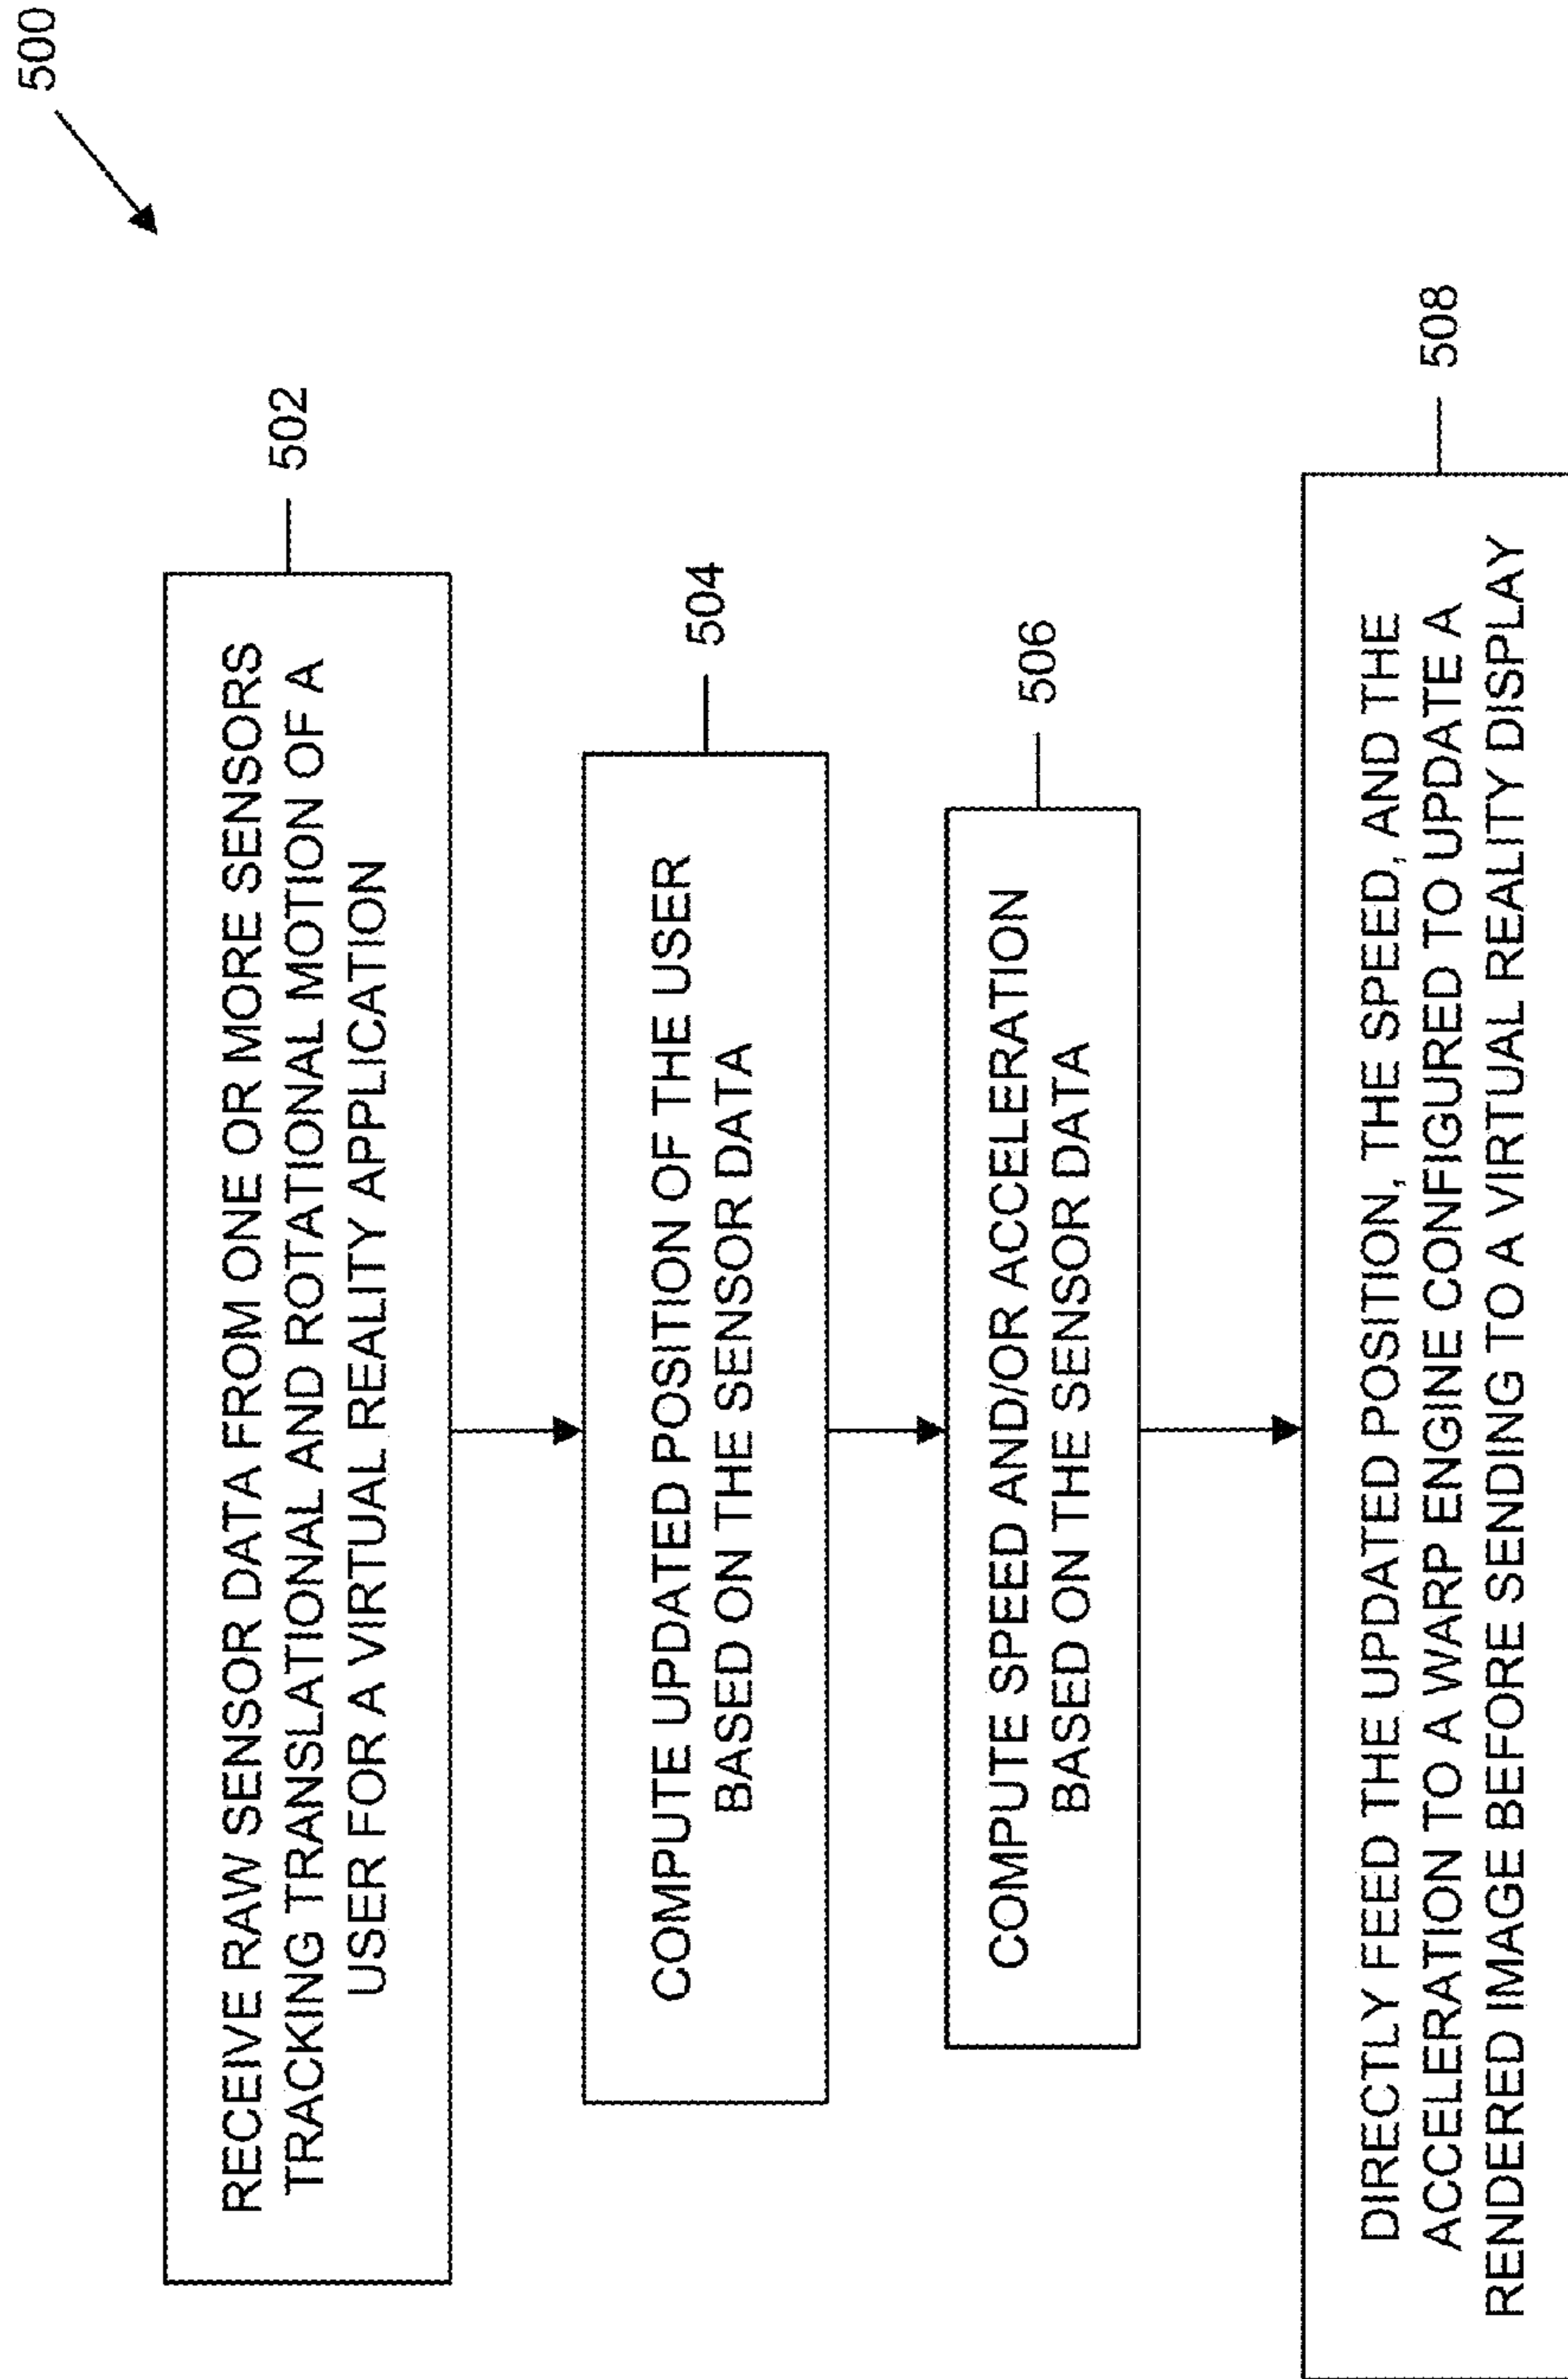 500
RECEIVE RAW SENSOR DATA FROM ONE OR MORE SENSORS
TRACKING TRANSLATIONAL AND ROTATIONAL MOTION OF A
USER FOR A VIRTUAL REALITY APPLICATION
502
COMPUTE UPDATED POSITION OF THE USER
BASED ON THE SENSOR DATA
504
COMPUTE SPEED AND/OR ACCELERATION
BASED ON THE SENSOR DATA
506
DIRECTLY FEED THE UPDATED POSITION, THE SPEED, AND THE
ACCELERATION TO A WARP ENGINE CONFIGURED TO UPDATE A
RENDERED IMAGE BEFORE SENDING TO A VIRTUAL REALITY DISPLAY
508